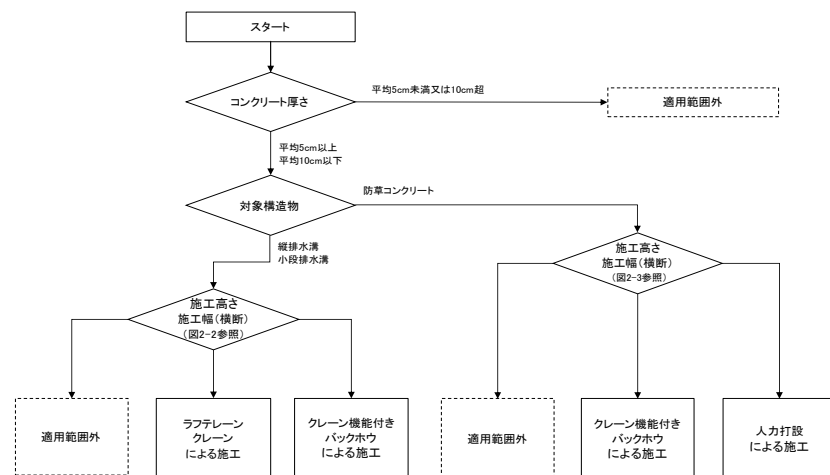 スタート
コンクリート厚さ
平均5cm未満又は10cm超
適用範囲外
平均5cm以上
平均10cm以下
対象構造物
防草コンクリート
縦排水溝
小段排水溝
施工高さ
施工幅(横断)
(図2-3参照)
施工高さ
施工幅(横断)
(図2-2参照)
適用範囲外
ラフテレーン
クレーン
による施工
クレーン機能付き
バックホウ
による施工
適用範囲外
クレーン機能付き
バックホウ
による施工
人力打設
による施工